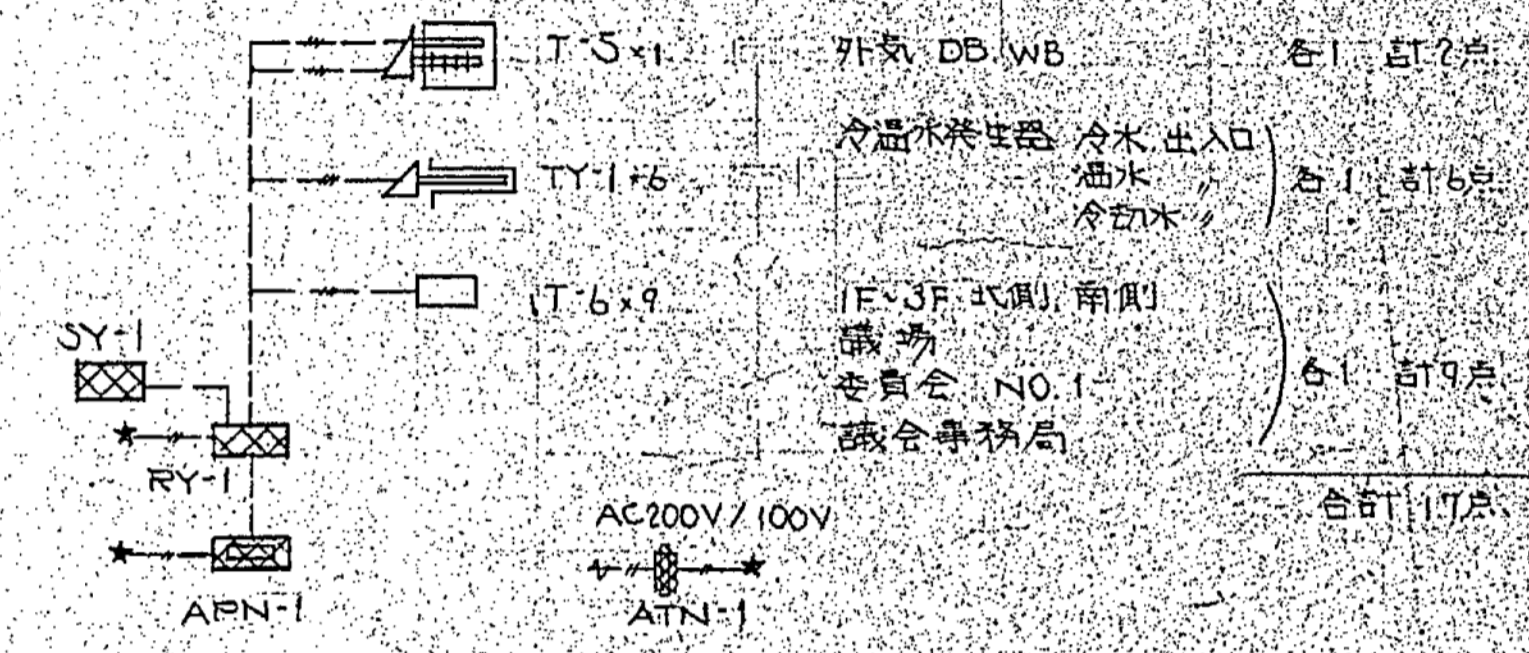 T-5×1 外気 DB. WB 各1 計2点
冷温水発生器 冷水 出入口
TY-1×6 温水 〃 各1 計6点
冷却水 〃
T-6×9 1F~3F 北側. 南側
SY-1
議場
委員会 NO.1 各1 計9点
議会事務局
RY-1
合計 17点
AC200V/100V
APN-1 ATN-1